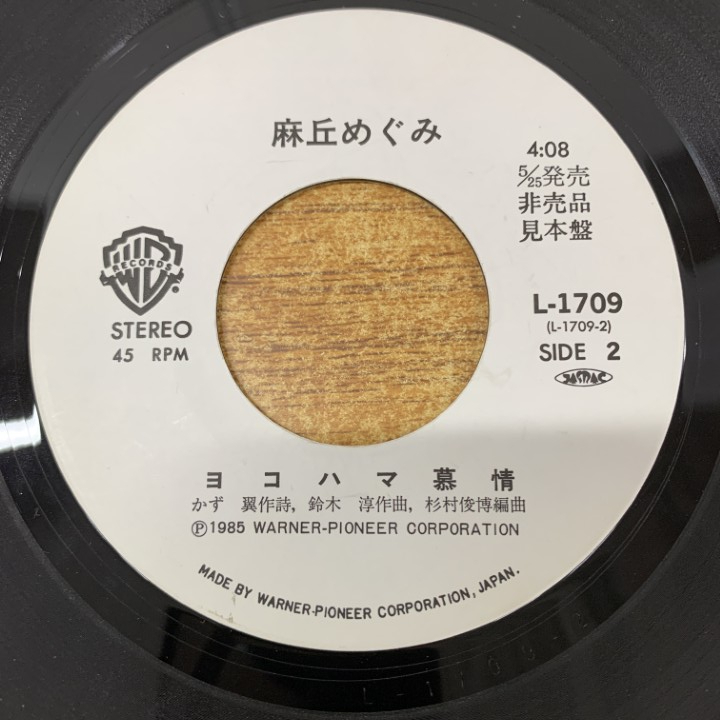 麻丘めぐみ
4:08
5/25発売
非売品
見本盤
WB
RECORDS
STEREO
45 RPM
L-1709
(L-1709-2)
SIDE 2
JASRAC
ヨコハマ慕情
かず 翼作詩, 鈴木 淳作曲, 杉村俊博編曲
Ⓟ1985 WARNER-PIONEER CORPORATION
MADE BY WARNER-PIONEER CORPORATION, JAPAN.